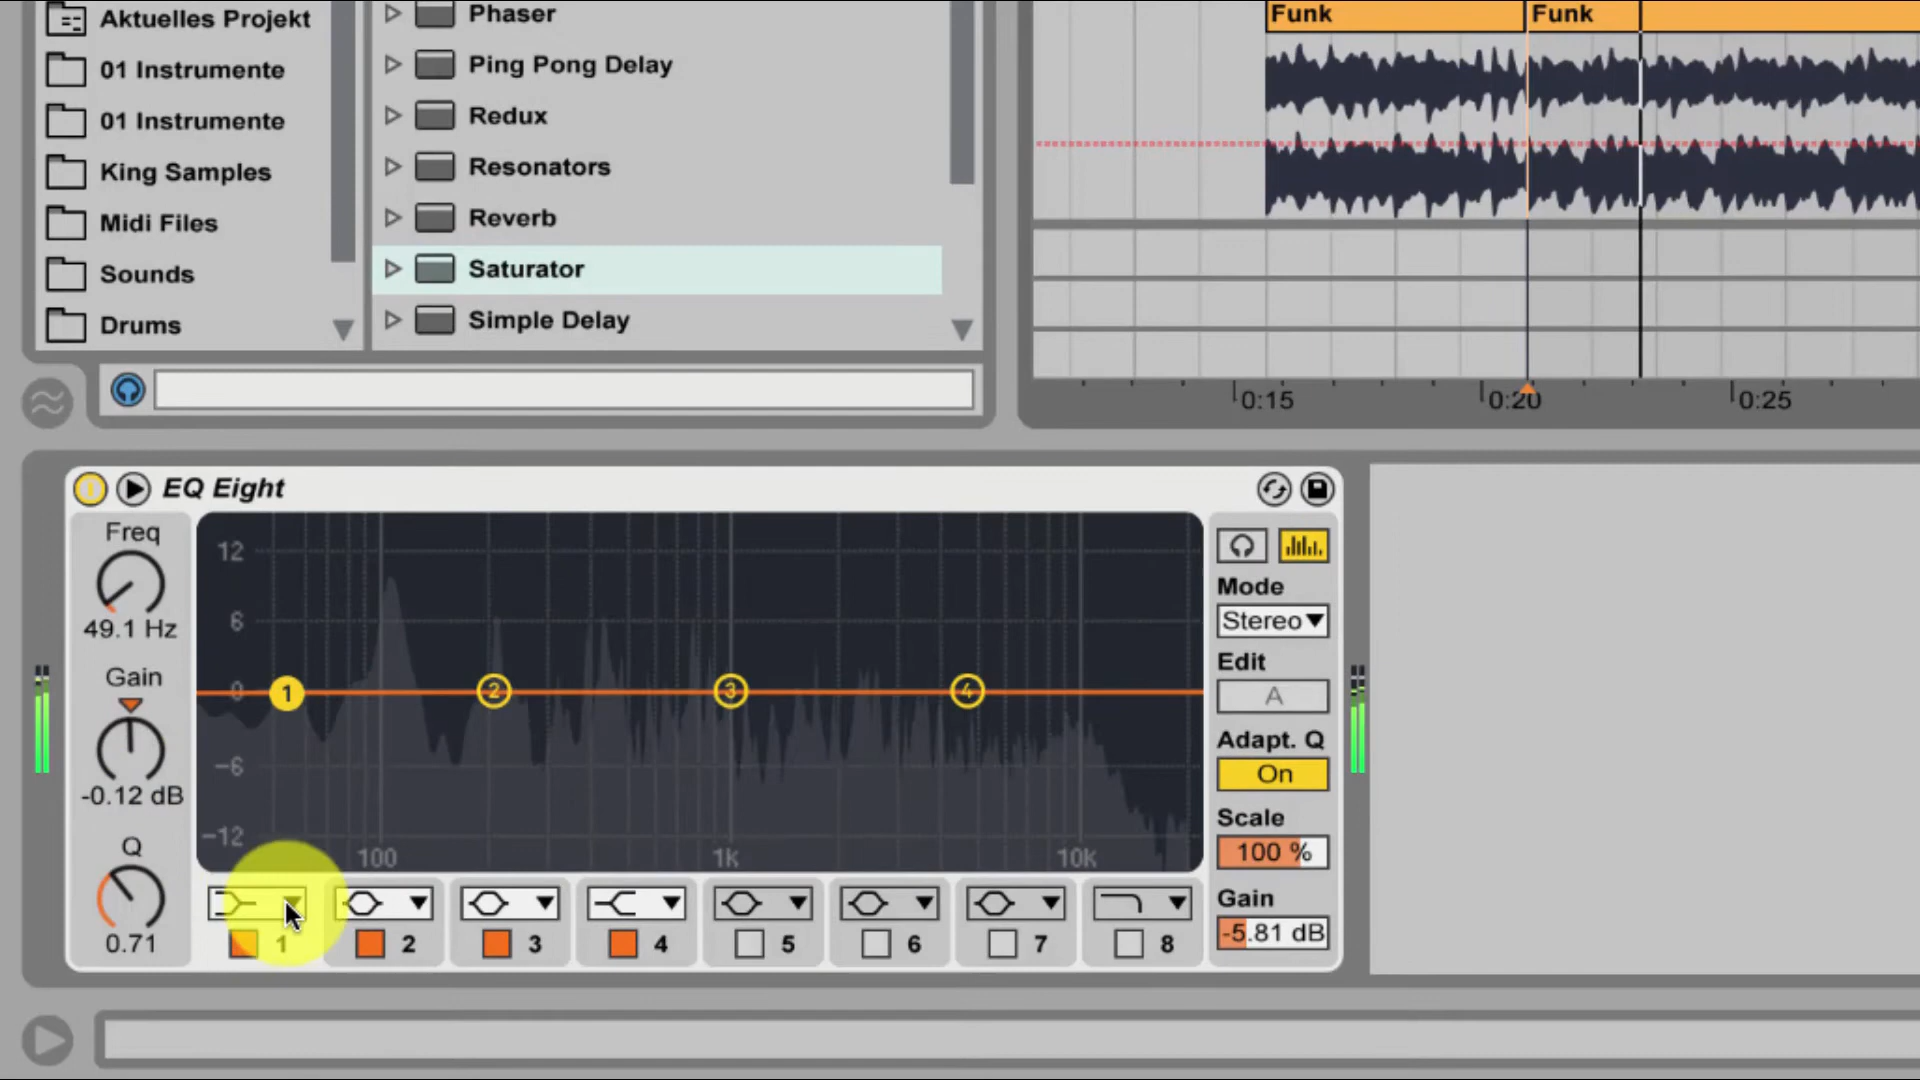 Aktuelles Projekt
01 Instrumente
01 Instrumente
King Samples
Midi Files
Sounds
Drums
Phaser
Ping Pong Delay
Redux
Resonators
Reverb
Saturator
Simple Delay
Funk
Funk
0:15
0:20
0:25
EQ Eight
Freq
49.1 Hz
Gain
-0.12 dB
Q
0.71
12
6
0
-6
-12
100
1k
10k
1
2
3
4
1
2
3
4
5
6
7
8
Mode
Stereo
Edit
A
Adapt. Q
On
Scale
100 %
Gain
-5.81 dB